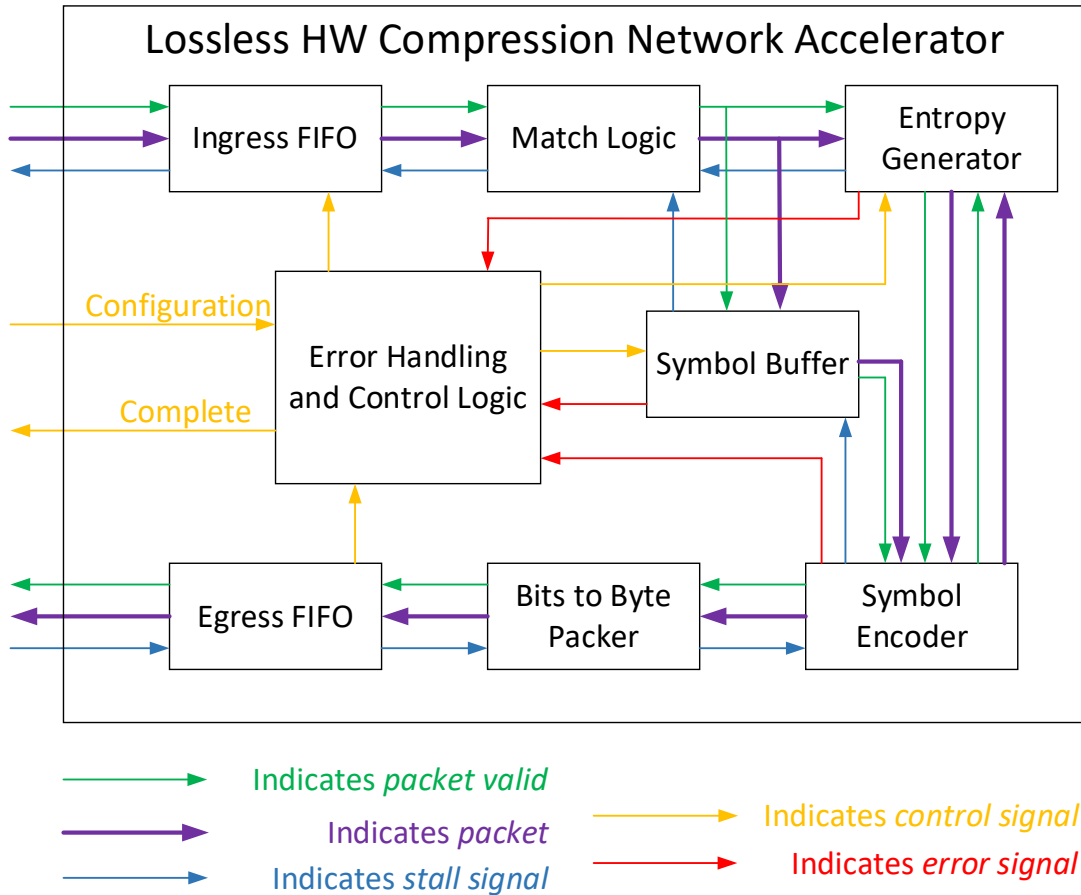 Lossless HW Compression Network Accelerator
Ingress FIFO
Match Logic
Entropy
Generator
Configuration
Error Handling
and Control Logic
Symbol Buffer
Complete
Egress FIFO
Bits to Byte
Packer
Symbol
Encoder
Indicates packet valid
Indicates packet
Indicates stall signal
Indicates control signal
Indicates error signal